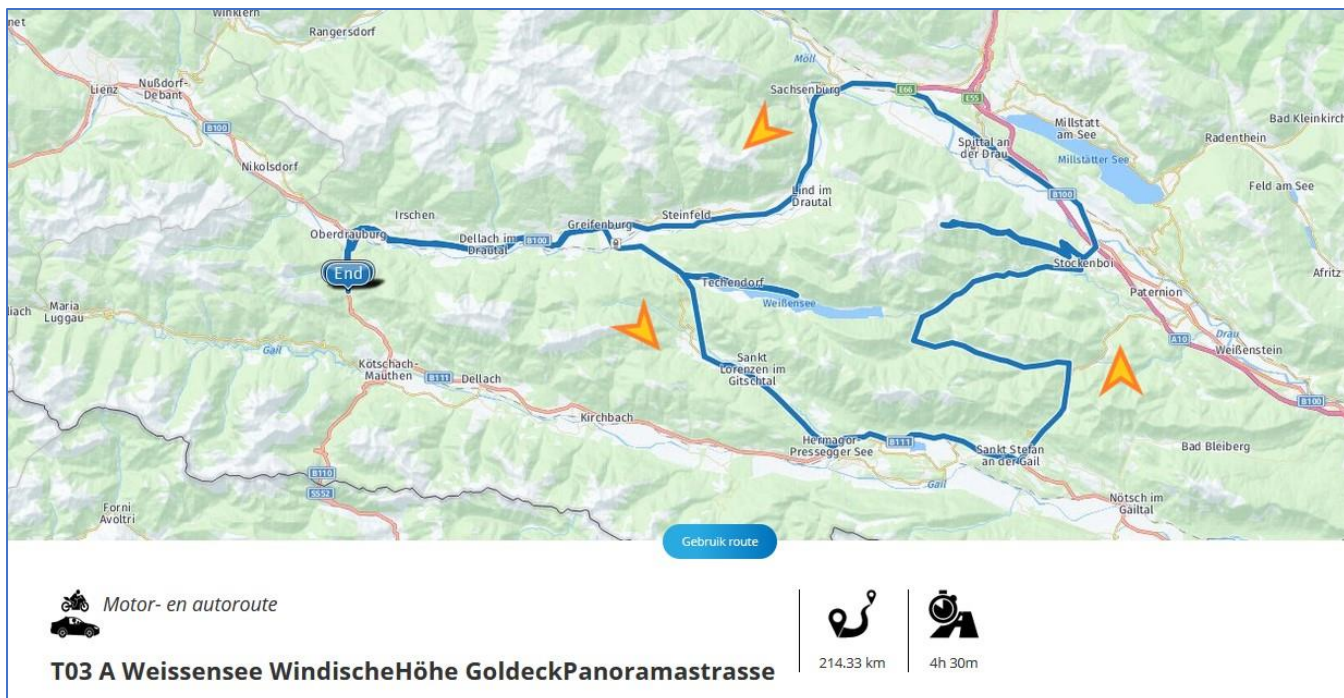 net
Winklern
Rangersdorf
Lienz
Nußdorf-
Debant
B100
Nikolsdorf
Möll
Sachsenburg
E66
E55
Millstatt
am See
Millstätter See
Bad Kleinkirch
Radenthein
Feld am See
Spittal an
der Drau
B100
Lind im
Drautal
Irschen
Oberdrauburg
Dellach im
Drautal
B100
Greifenburg
Steinfeld
End
Techendorf
Weißensee
Stockenboi
Afritz
Paternion
Drau
A10
Weißenstein
B100
Maria
Luggau
liach
Gail
Kötschach-
Mauthen
B111
Dellach
Kirchbach
Sankt
Lorenzen im
Gitschtal
Hermagor-
Pressegger See
B111
Sankt Stefan
an der Gail
Bad Bleiberg
Gail
Nötsch im
Gailtal
B110
SS52
Forni
Avoltri
Gebruik route
Motor- en autoroute
T03 A Weissensee WindischeHöhe GoldeckPanoramastrasse
214.33 km
4h 30m